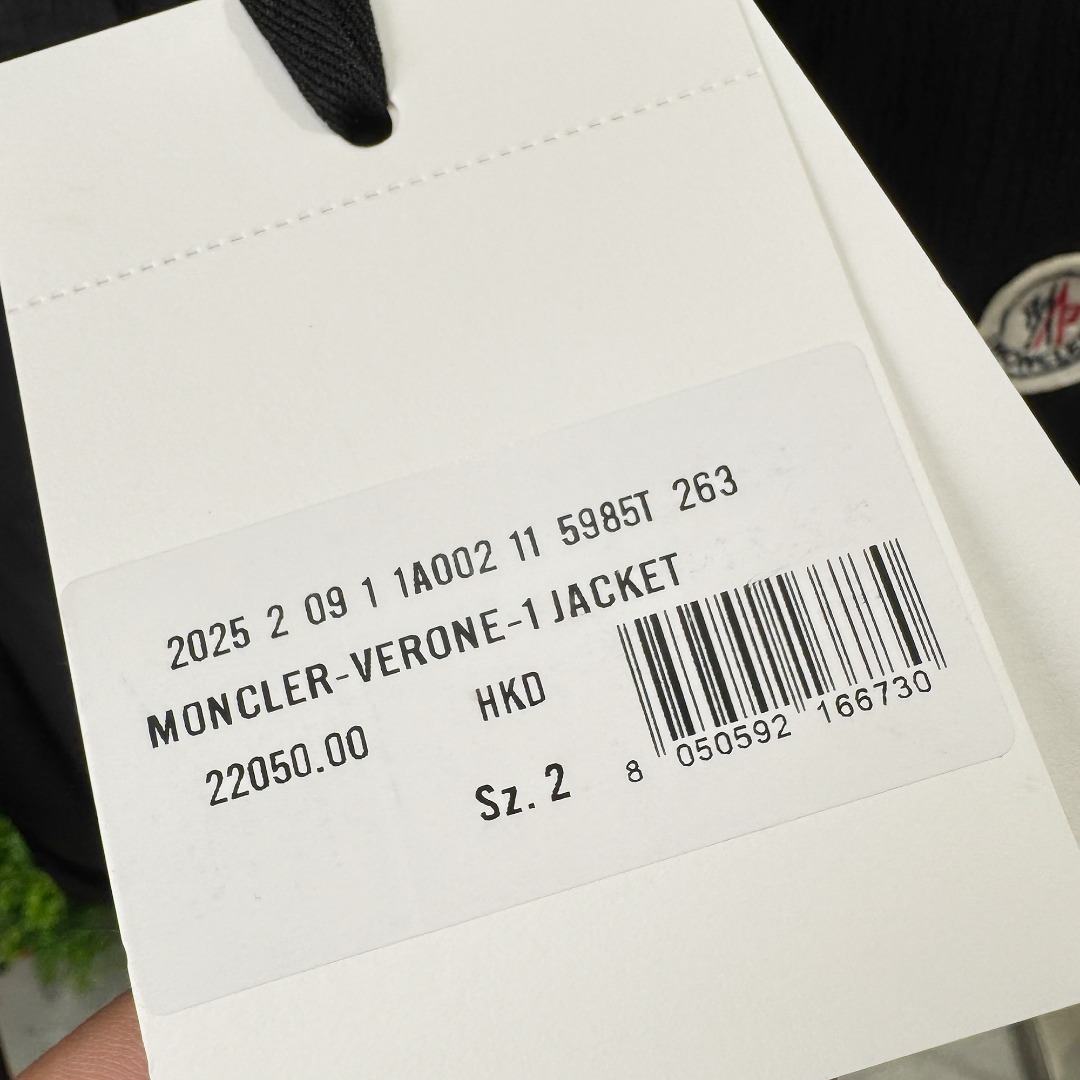 2025 2 09 1 1A002 11 5985T 263
MONCLER-VERONE-1 JACKET
22050.00 HKD
Sz. 2
8 050592 166730
MONCLER